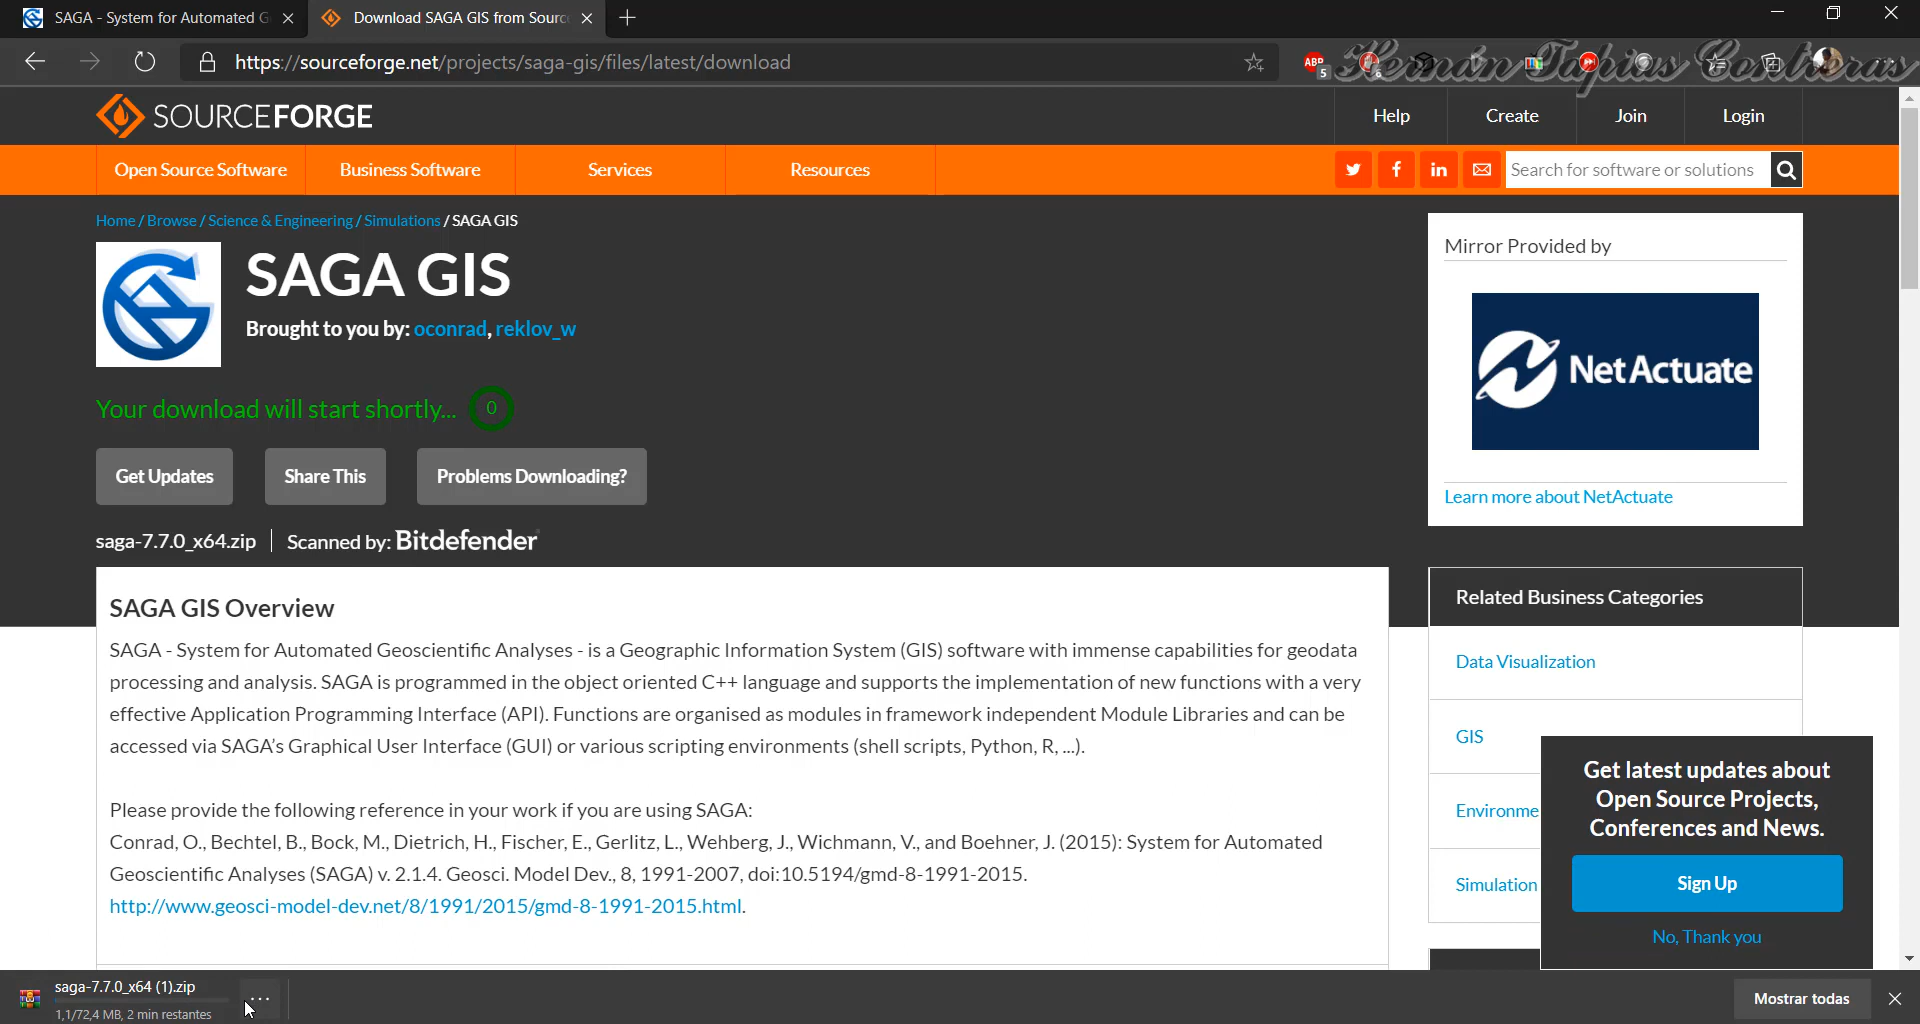 SAGA - System for Automated G
Download SAGA GIS from Sourc
https://sourceforge.net/projects/saga-gis/files/latest/download
ABP
5
6
Hernán Tapias Contreras
SOURCEFORGE
Help
Create
Join
Login
Open Source Software
Business Software
Services
Resources
Search for software or solutions
Home / Browse / Science & Engineering / Simulations / SAGA GIS
SAGA GIS
Brought to you by: oconrad, reklov_w
Your download will start shortly... 0
Get Updates
Share This
Problems Downloading?
saga-7.7.0_x64.zip
Scanned by: Bitdefender
Mirror Provided by
NetActuate
Learn more about NetActuate
SAGA GIS Overview
SAGA - System for Automated Geoscientific Analyses - is a Geographic Information System (GIS) software with immense capabilities for geodata
processing and analysis. SAGA is programmed in the object oriented C++ language and supports the implementation of new functions with a very
effective Application Programming Interface (API). Functions are organised as modules in framework independent Module Libraries and can be
accessed via SAGA's Graphical User Interface (GUI) or various scripting environments (shell scripts, Python, R, ...).
Please provide the following reference in your work if you are using SAGA:
Conrad, O., Bechtel, B., Bock, M., Dietrich, H., Fischer, E., Gerlitz, L., Wehberg, J., Wichmann, V., and Boehner, J. (2015): System for Automated
Geoscientific Analyses (SAGA) v. 2.1.4. Geosci. Model Dev., 8, 1991-2007, doi:10.5194/gmd-8-1991-2015.
http://www.geosci-model-dev.net/8/1991/2015/gmd-8-1991-2015.html.
Related Business Categories
Data Visualization
GIS
Environme
Simulation
Get latest updates about
Open Source Projects,
Conferences and News.
Sign Up
No, Thank you
saga-7.7.0_x64 (1).zip
1,1/72,4 MB, 2 min restantes
Mostrar todas